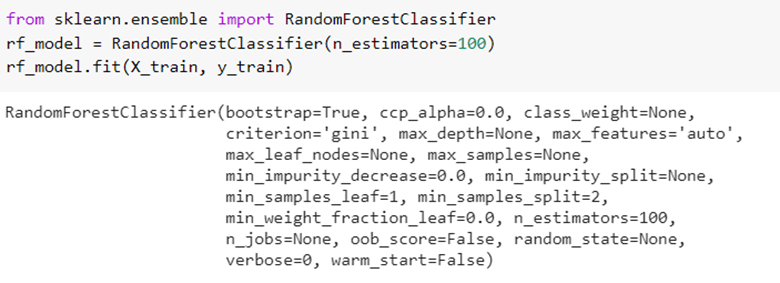 from sklearn.ensemble import RandomForestClassifier
rf_model = RandomForestClassifier(n_estimators=100)
rf_model.fit(X_train, y_train)
RandomForestClassifier(bootstrap=True, ccp_alpha=0.0, class_weight=None,
criterion='gini', max_depth=None, max_features='auto',
max_leaf_nodes=None, max_samples=None,
min_impurity_decrease=0.0, min_impurity_split=None,
min_samples_leaf=1, min_samples_split=2,
min_weight_fraction_leaf=0.0, n_estimators=100,
n_jobs=None, oob_score=False, random_state=None,
verbose=0, warm_start=False)